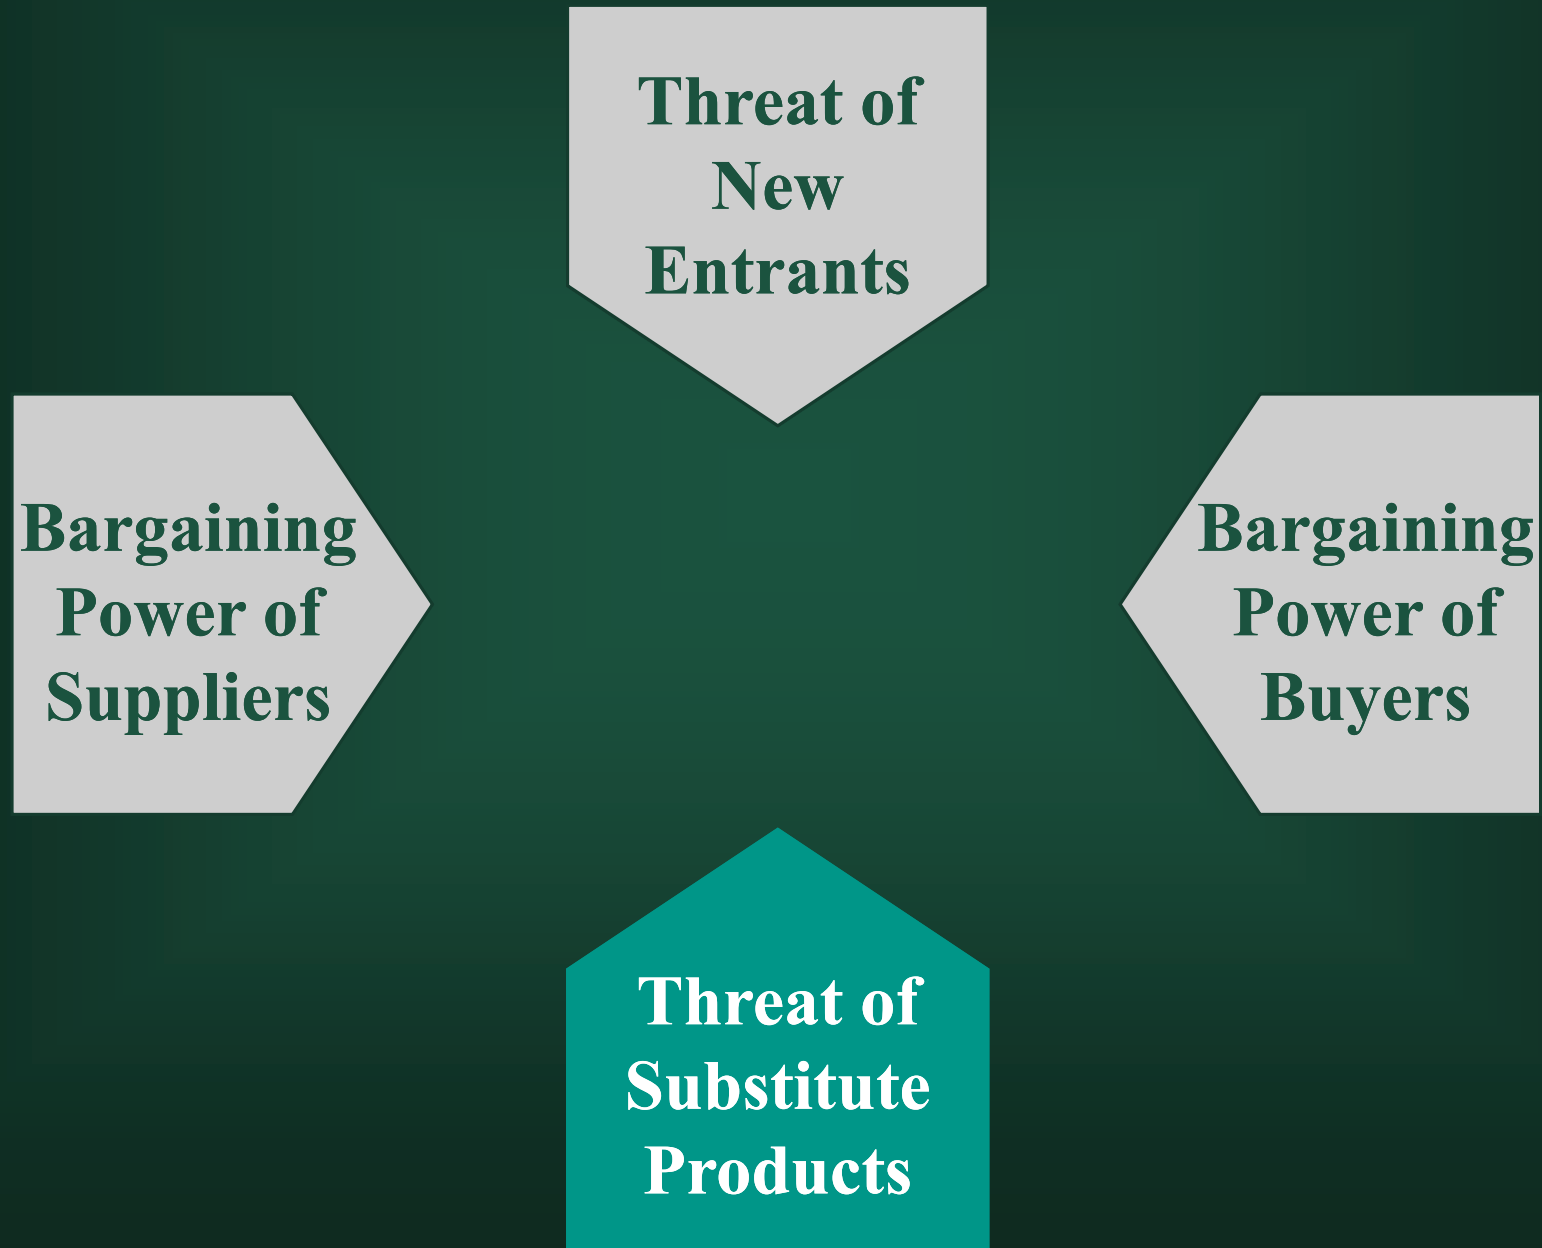 Threat of
New
Entrants
Bargaining
Power of
Suppliers
Bargaining
Power of
Buyers
Threat of
Substitute
Products